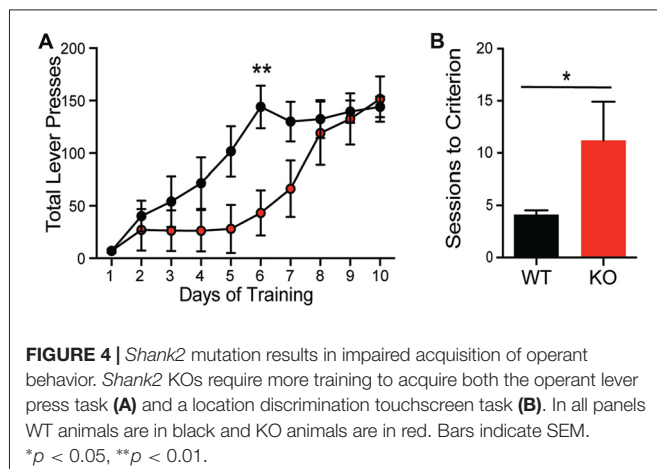 A
B
Total Lever Presses
200
150
100
50
0
**
1 2 3 4 5 6 7 8 9 10
Days of Training
Sessions to Criterion
20
15
10
5
0
*
WT KO
FIGURE 4 | Shank2 mutation results in impaired acquisition of operant
behavior. Shank2 KOs require more training to acquire both the operant lever
press task (A) and a location discrimination touchscreen task (B). In all panels
WT animals are in black and KO animals are in red. Bars indicate SEM.
*p < 0.05, **p < 0.01.